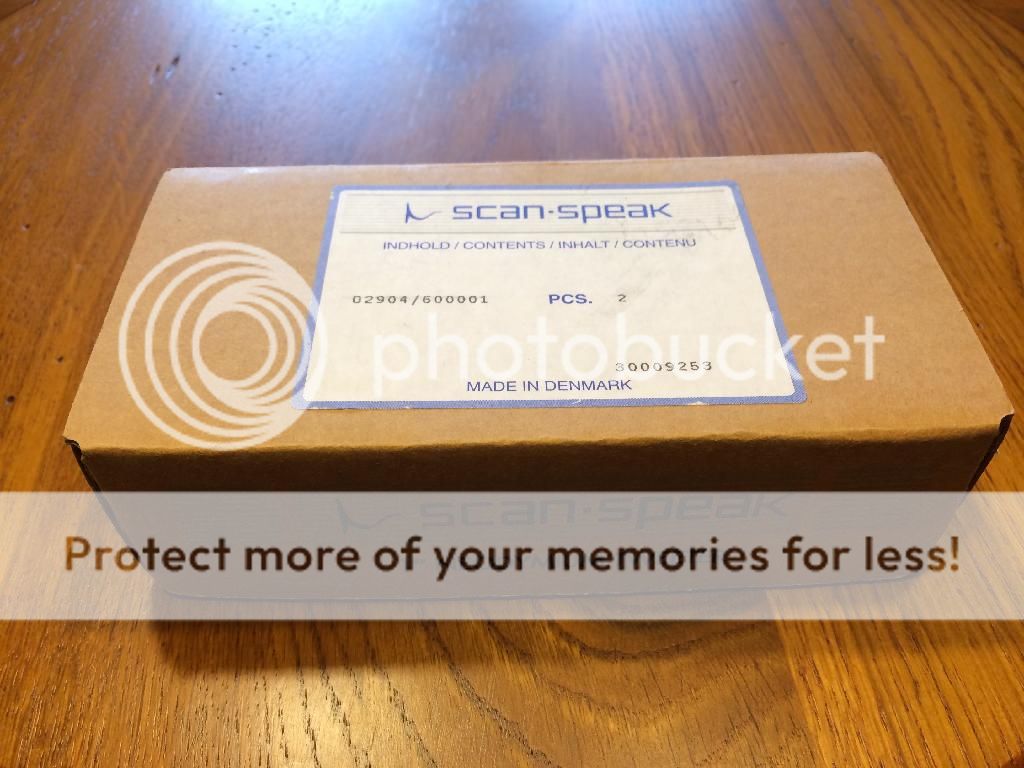 scan-speak
INDHOLD / CONTENTS / INHALT / CONTENU
D2904/600001 PCS. 2
photobucket
30009253
MADE IN DENMARK
scan-speak
Protect more of your memories for less!